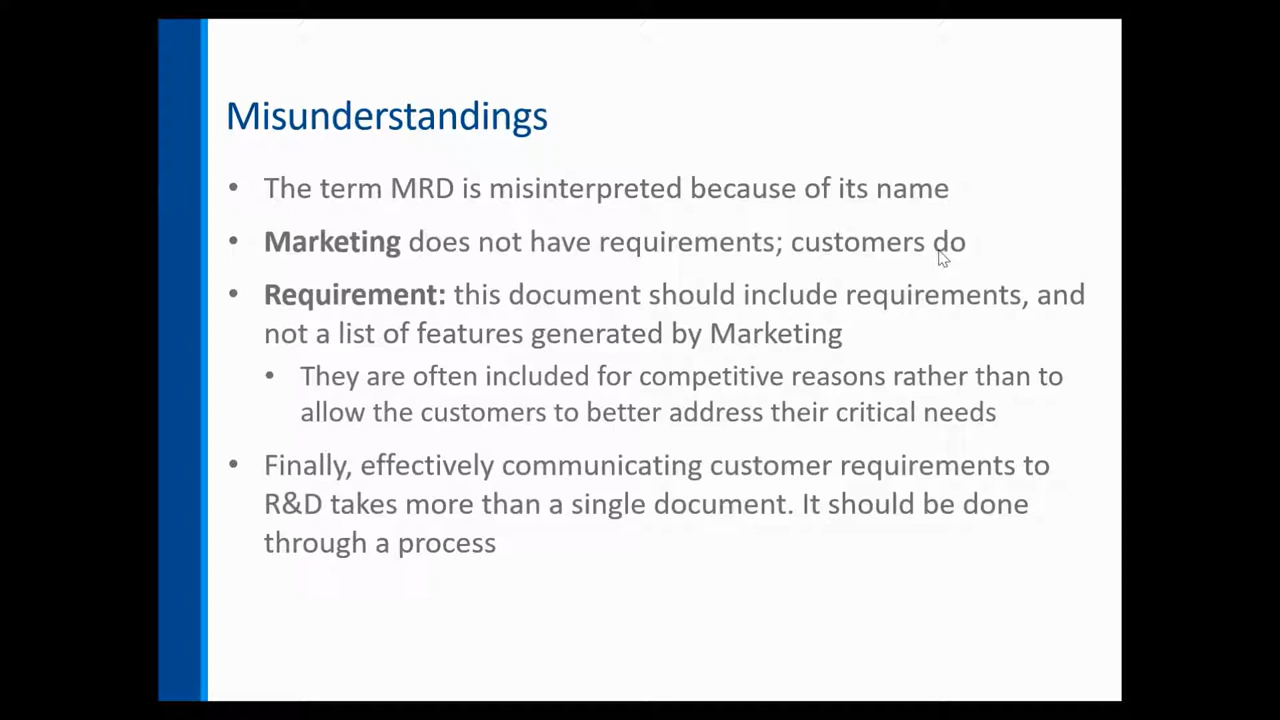 Misunderstandings
• The term MRD is misinterpreted because of its name
• Marketing does not have requirements; customers do
• Requirement: this document should include requirements, and
not a list of features generated by Marketing
• They are often included for competitive reasons rather than to
allow the customers to better address their critical needs
• Finally, effectively communicating customer requirements to
R&D takes more than a single document. It should be done
through a process